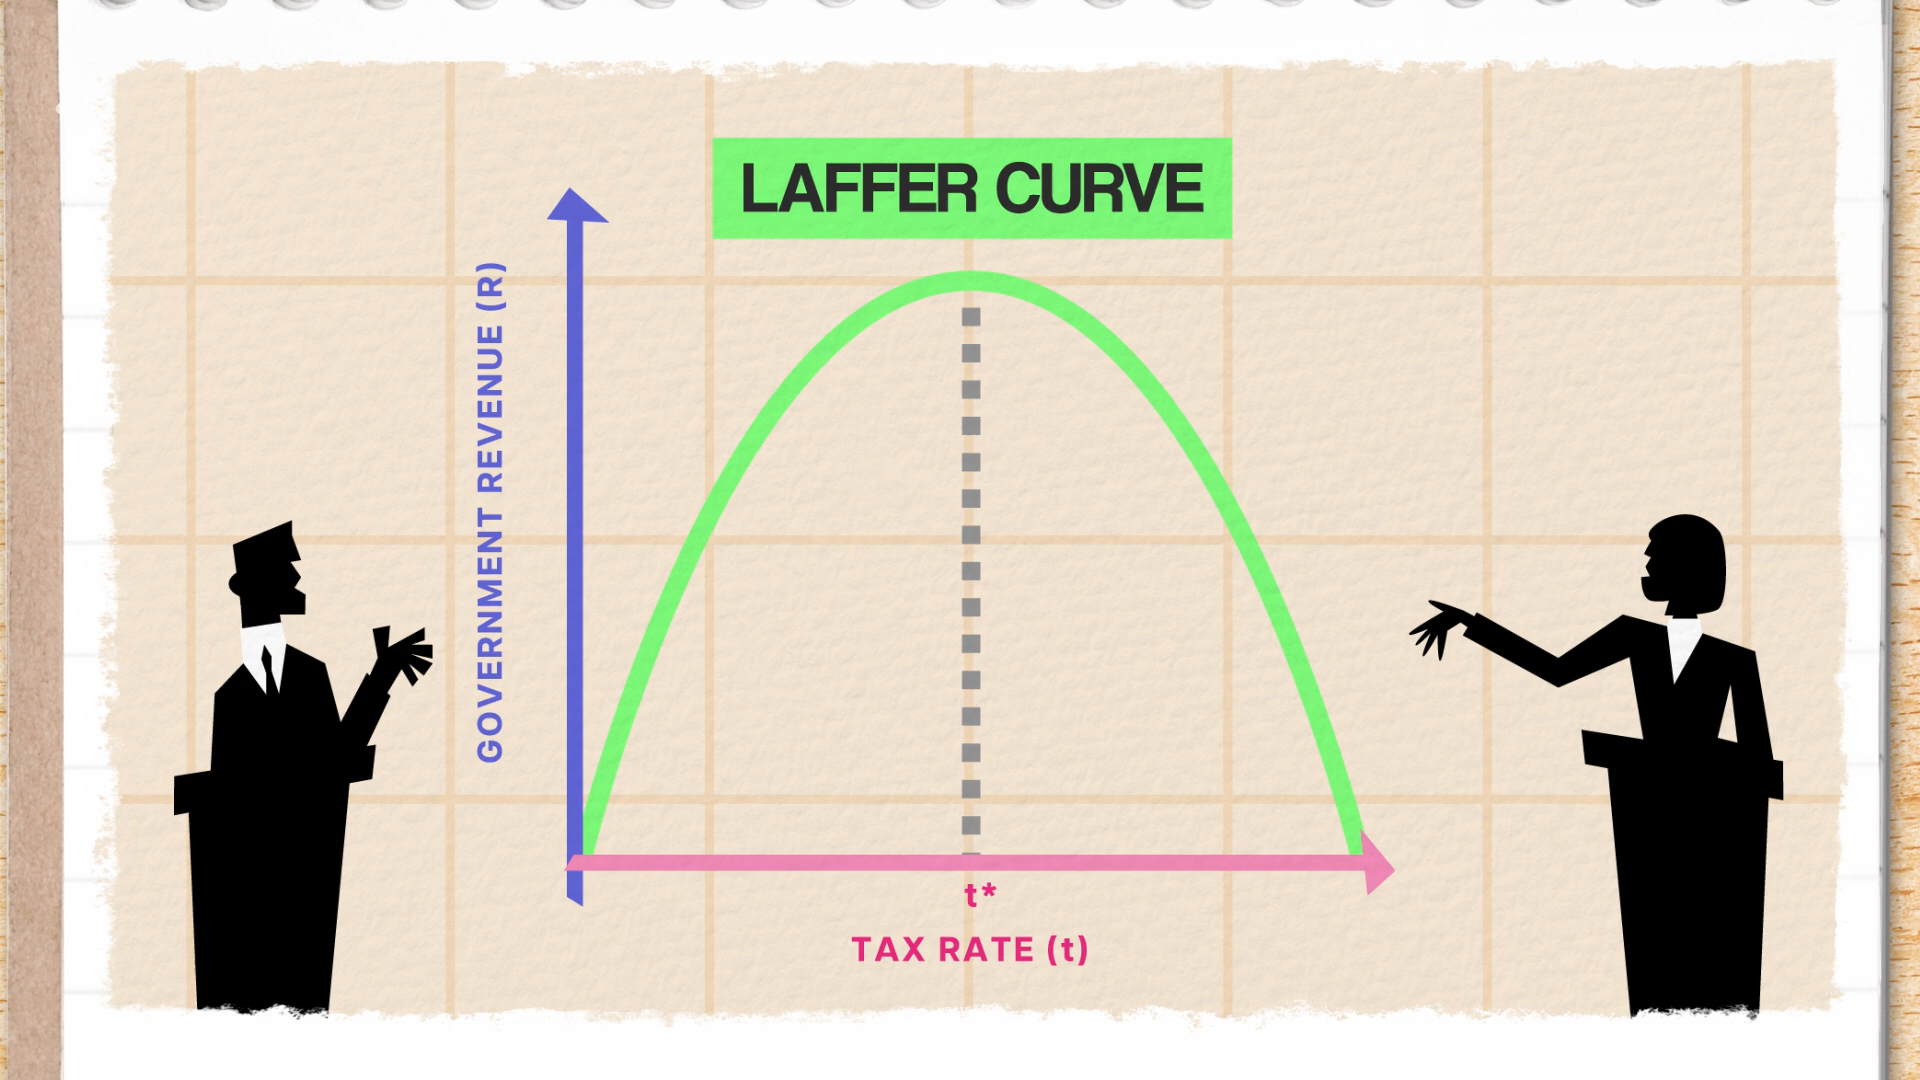 LAFFER CURVE
GOVERNMENT REVENUE (R)
t*
TAX RATE (t)